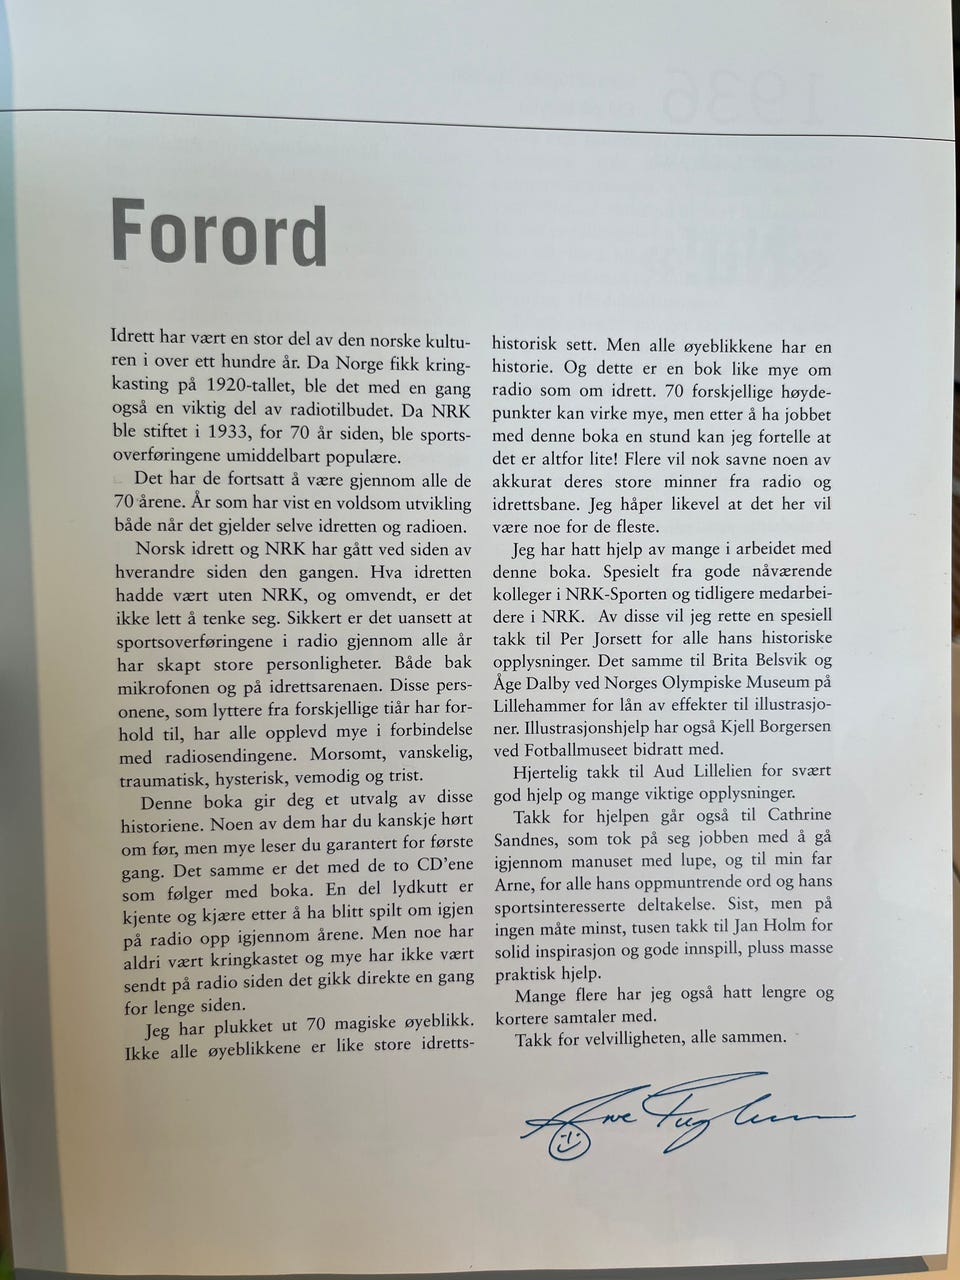 Forord
Idrett har vært en stor del av den norske kultu-
ren i over ett hundre år. Da Norge fikk kring-
kasting på 1920-tallet, ble det med en gang
også en viktig del av radiotilbudet. Da NRK
ble stiftet i 1933, for 70 år siden, ble sports-
overføringene umiddelbart populære.
Det har de fortsatt å være gjennom alle de
70 årene. År som har vist en voldsom utvikling
både når det gjelder selve idretten og radioen.
Norsk idrett og NRK har gått ved siden av
hverandre siden den gangen. Hva idretten
hadde vært uten NRK, og omvendt, er det
ikke lett å tenke seg. Sikkert er det uansett at
sportsoverføringene i radio gjennom alle år
har skapt store personligheter. Både bak
mikrofonen og på idrettsarenaen. Disse pers-
onene, som lyttere fra forskjellige tiår har for-
hold til, har alle opplevd mye i forbindelse
med radiosendingene. Morsomt, vanskelig,
traumatisk, hysterisk, vemodig og trist.
Denne boka gir deg et utvalg av disse
historiene. Noen av dem har du kanskje hørt
om før, men mye leser du garantert for første
gang. Det samme er det med de to CD'ene
som følger med boka. En del lydkutt er
kjente og kjære etter å ha blitt spilt om igjen
på radio opp igjennom årene. Men noe har
aldri vært kringkastet og mye har ikke vært
sendt på radio siden det gikk direkte en gang
for lenge siden.
Jeg har plukket ut 70 magiske øyeblikk.
Ikke alle øyeblikkene er like store idretts-
historisk sett. Men alle øyeblikkene har en
historie. Og dette er en bok like mye om
radio som om idrett. 70 forskjellige høyde-
punkter kan virke mye, men etter å ha jobbet
med denne boka en stund kan jeg fortelle at
det er altfor lite! Flere vil nok savne noen av
akkurat deres store minner fra radio og
idrettsbane. Jeg håper likevel at det her vil
være noe for de fleste.
Jeg har hatt hjelp av mange i arbeidet med
denne boka. Spesielt fra gode nåværende
kolleger i NRK-Sporten og tidligere medarbei-
dere i NRK. Av disse vil jeg rette en spesiell
takk til Per Jorsett for alle hans historiske
opplysninger. Det samme til Brita Belsvik og
Åge Dalby ved Norges Olympiske Museum på
Lillehammer for lån av effekter til illustrasjo-
ner. Illustrasjonshjelp har også Kjell Borgersen
ved Fotballmuseet bidratt med.
Hjertelig takk til Aud Lillelien for svært
god hjelp og mange viktige opplysninger.
Takk for hjelpen går også til Cathrine
Sandnes, som tok på seg jobben med å gå
igjennom manuset med lupe, og til min far
Arne, for alle hans oppmuntrende ord og hans
sportsinteresserte deltakelse. Sist, men på
ingen måte minst, tusen takk til Jan Holm for
solid inspirasjon og gode innspill, pluss masse
praktisk hjelp.
Mange flere har jeg også hatt lengre og
kortere samtaler med.
Takk for velvilligheten, alle sammen.